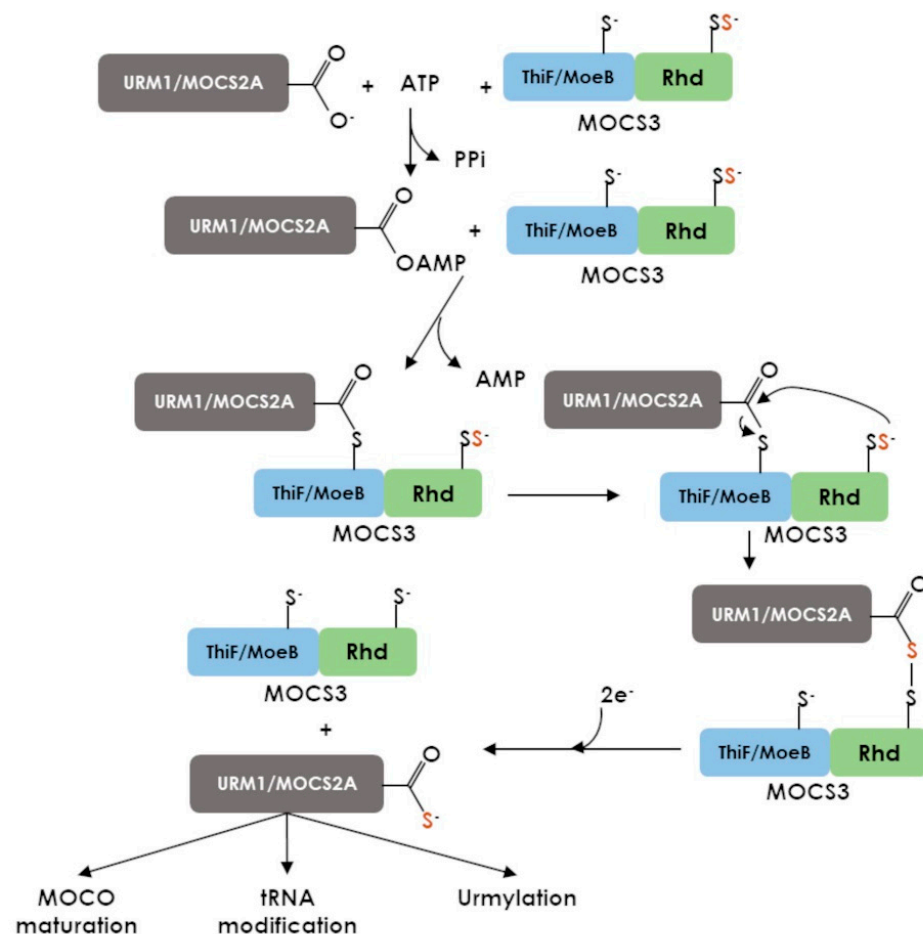 S⁻ SS⁻
URM1/MOCS2A O O⁻ + ATP + ThiF/MoeB Rhd
MOCS3
PPi
S⁻ SS⁻
URM1/MOCS2A O OAMP + ThiF/MoeB Rhd
MOCS3
AMP
URM1/MOCS2A O
S SS⁻
ThiF/MoeB Rhd
MOCS3
URM1/MOCS2A O
S SS⁻
ThiF/MoeB Rhd
MOCS3
URM1/MOCS2A O
S
S⁻ S
ThiF/MoeB Rhd
MOCS3
2e⁻
S⁻ S⁻
ThiF/MoeB Rhd
MOCS3
+
URM1/MOCS2A O
S⁻
MOCO
maturation
tRNA
modification
Urmylation